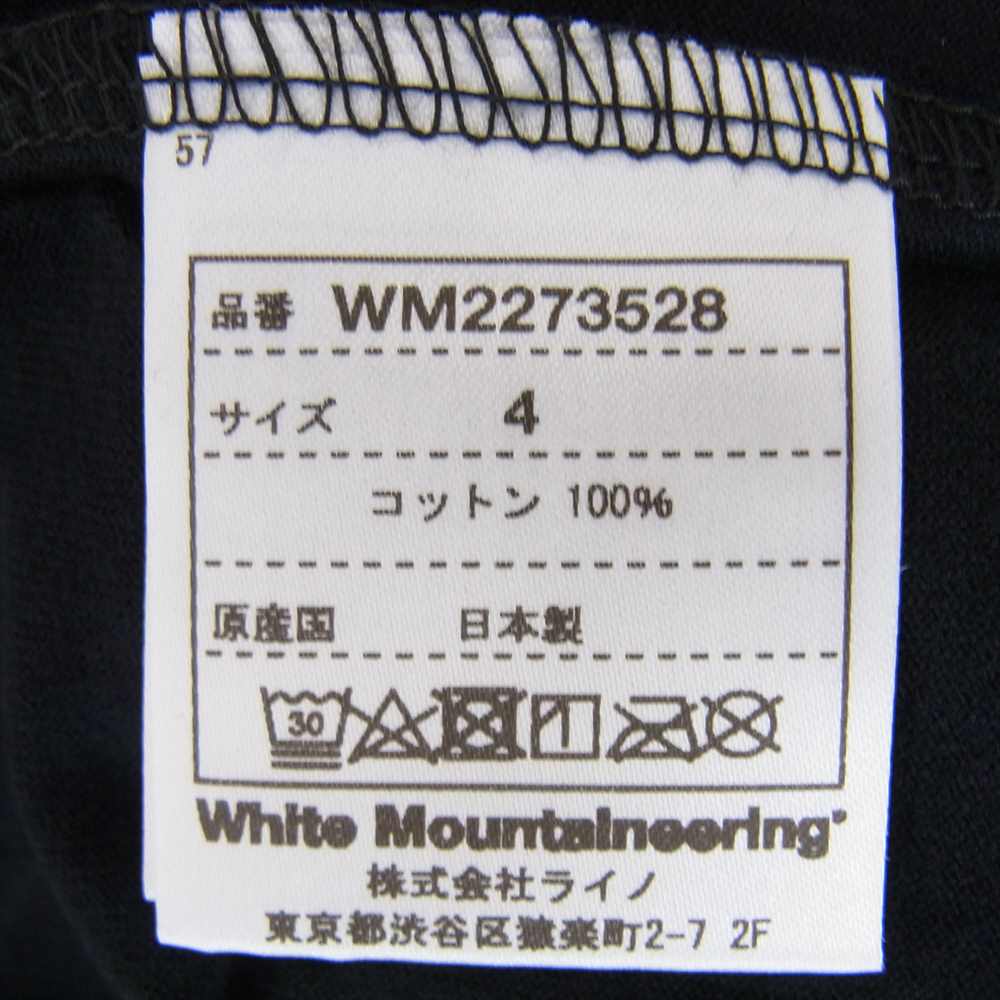 57
品番 WM2273528
サイズ 4
コットン 100%
原産国 日本製
30
White Mountaineering
株式会社ライノ
東京都渋谷区猿楽町2-7 2F